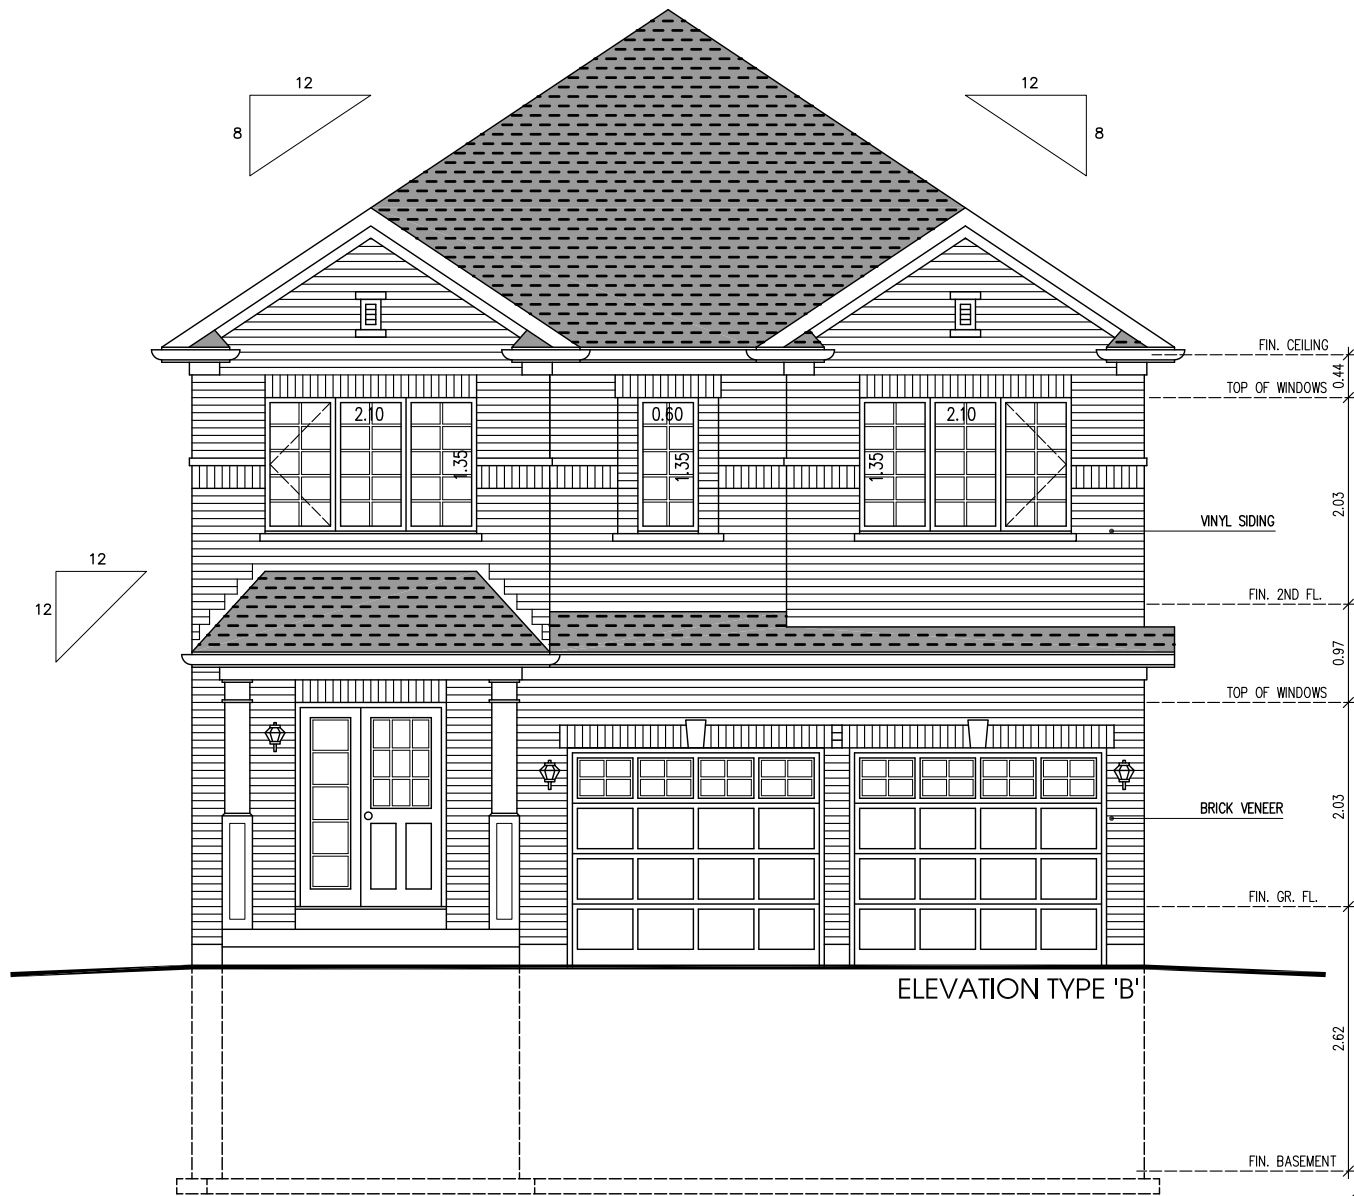 12
12
8
8
FIN. CEILING
0.44
TOP OF WINDOWS
2.10
0.60
2.10
1.35
1.35
1.35
2.03
VINYL SIDING
12
12
FIN. 2ND FL.
0.97
TOP OF WINDOWS
2.03
BRICK VENEER
FIN. GR. FL.
ELEVATION TYPE 'B'
2.62
FIN. BASEMENT